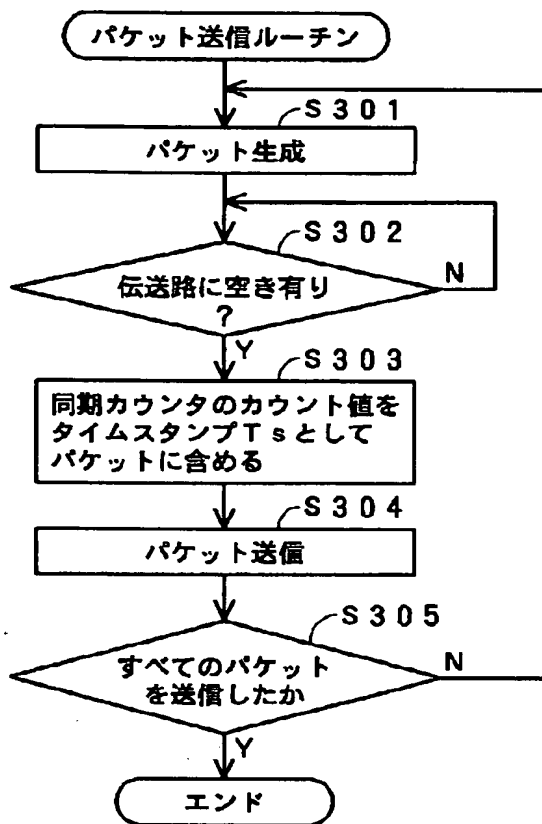 パケット送信ルーチン
S301
パケット生成
S302
伝送路に空き有り
?
N
Y
S303
同期カウンタのカウント値を
タイムスタンプTsとして
パケットに含める
S304
パケット送信
S305
すべてのパケット
を送信したか
N
Y
エンド